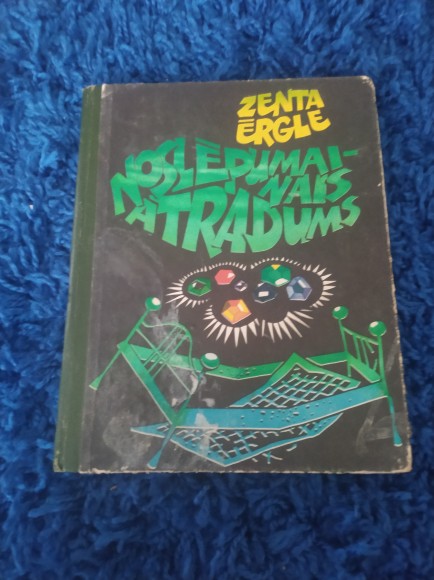 ZENTA
ĒRGLE
NOSLĒPUMAI-
NAIS
ATRADUMS